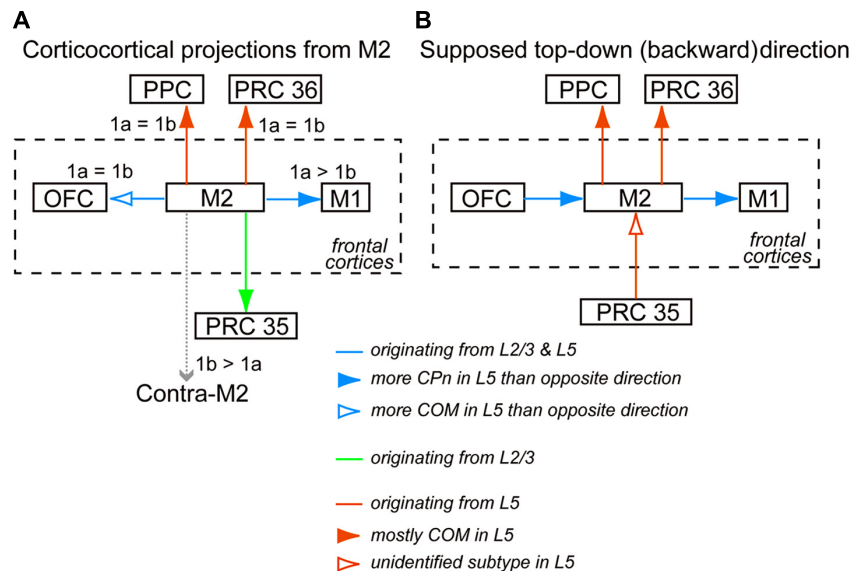 A
Corticocortical projections from M2
PPC
PRC 36
1a = 1b
1a = 1b
1a = 1b
1a > 1b
OFC
M2
M1
frontal
cortices
PRC 35
1b > 1a
Contra-M2
B
Supposed top-down (backward)direction
PPC
PRC 36
OFC
M2
M1
frontal
cortices
PRC 35
originating from L2/3 & L5
more CPn in L5 than opposite direction
more COM in L5 than opposite direction
originating from L2/3
originating from L5
mostly COM in L5
unidentified subtype in L5